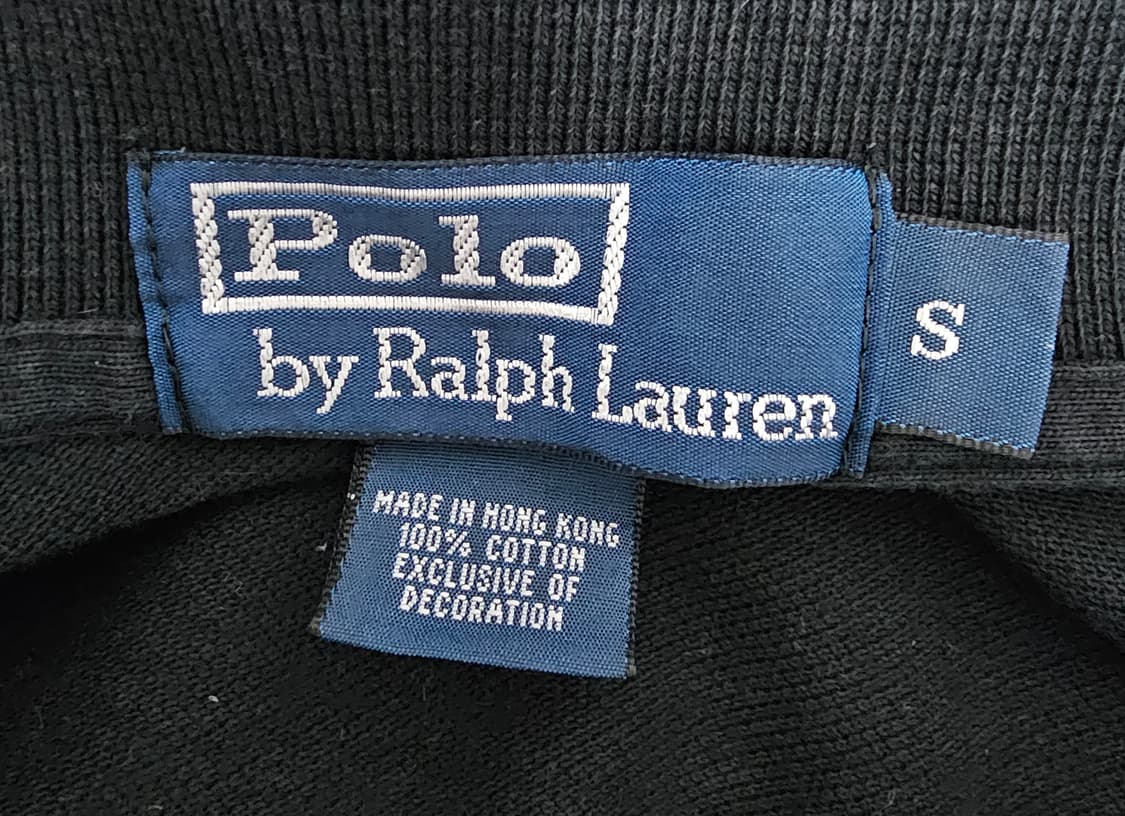 Polo
by Ralph Lauren
S
MADE IN HONG KONG
100% COTTON
EXCLUSIVE OF
DECORATION